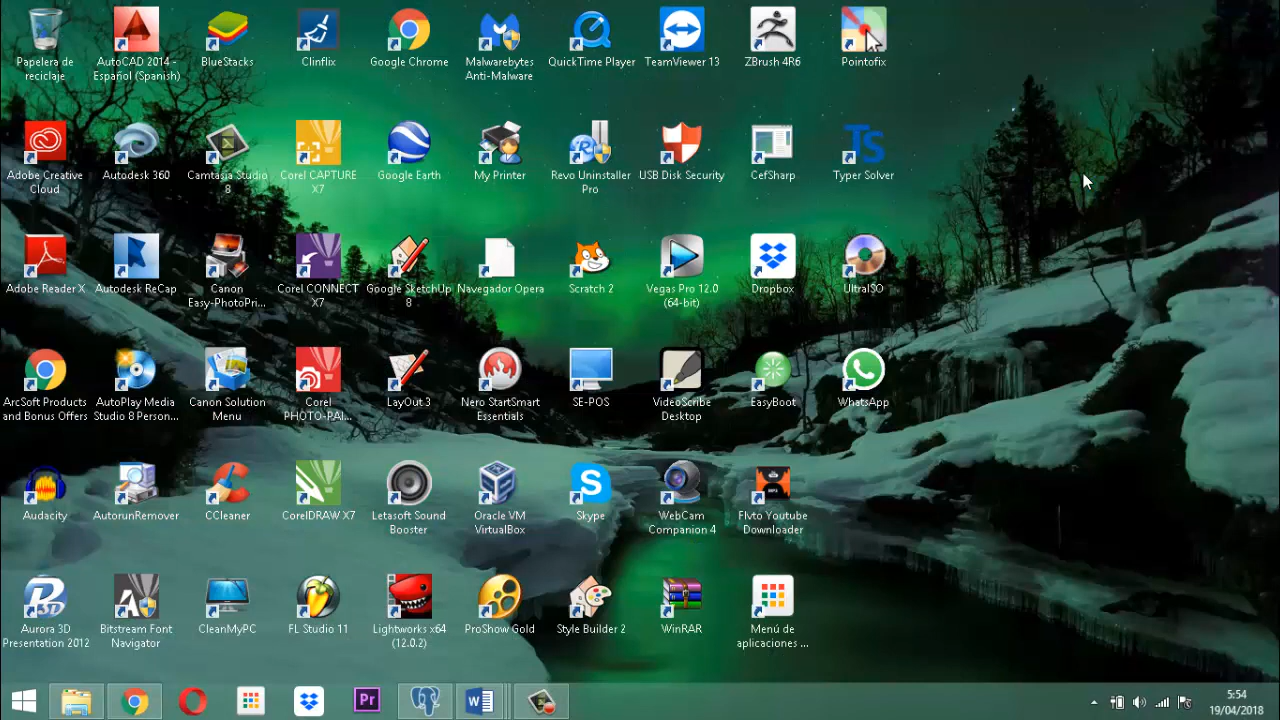 Papelera de
reciclaje
AutoCAD 2014 -
Español (Spanish)
BlueStacks
Clinflix
Google Chrome
Malwarebytes
Anti-Malware
QuickTime Player
TeamViewer 13
ZBrush 4R6
Pointofix
Adobe Creative
Cloud
Autodesk 360
Camtasia Studio
8
Corel CAPTURE
X7
Google Earth
My Printer
Revo Uninstaller
Pro
USB Disk Security
CefSharp
Ts
Typer Solver
Adobe Reader X
Autodesk ReCap
Canon
Easy-PhotoPri...
Corel CONNECT
X7
Google SketchUp
8
Navegador Opera
Scratch 2
Vegas Pro 12.0
(64-bit)
Dropbox
UltraISO
ArcSoft Products
and Bonus Offers
AutoPlay Media
Studio 8 Person...
Canon Solution
Menu
Corel
PHOTO-PAI...
LayOut 3
Nero StartSmart
Essentials
SE-POS
VideoScribe
Desktop
EasyBoot
WhatsApp
Audacity
AutorunRemover
CCleaner
CorelDRAW X7
Letasoft Sound
Booster
Oracle VM
VirtualBox
Skype
WebCam
Companion 4
Flvto Youtube
Downloader
Aurora 3D
Presentation 2012
Bitstream Font
Navigator
CleanMyPC
FL Studio 11
Lightworks x64
(12.0.2)
ProShow Gold
Style Builder 2
WinRAR
Menú de
aplicaciones ...
Pr
W
5:54
19/04/2018